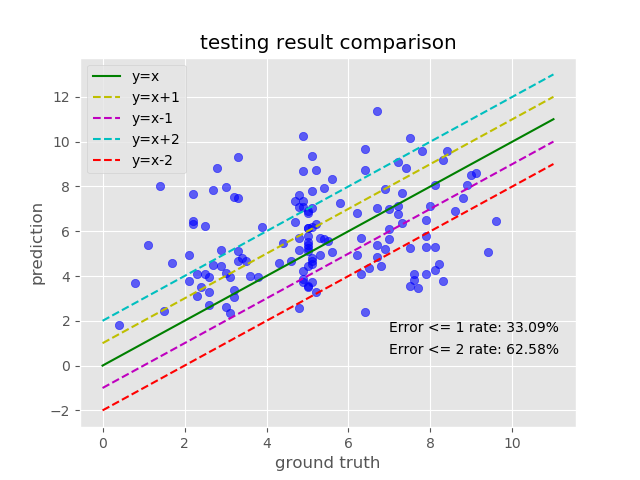 testing result comparison
y=x
y=x+1
y=x-1
y=x+2
y=x-2
12
10
8
6
4
2
0
−2
prediction
Error <= 1 rate: 33.09%
Error <= 2 rate: 62.58%
0 2 4 6 8 10
ground truth